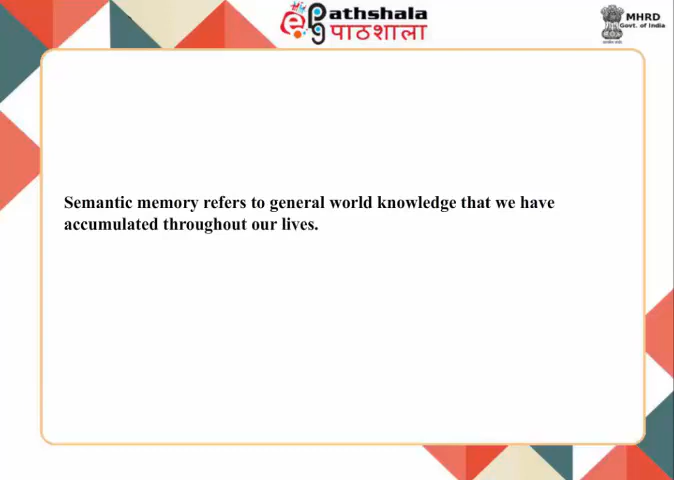 ePathshala
पाठशाला
MHRD
Govt. of India
Semantic memory refers to general world knowledge that we have
accumulated throughout our lives.